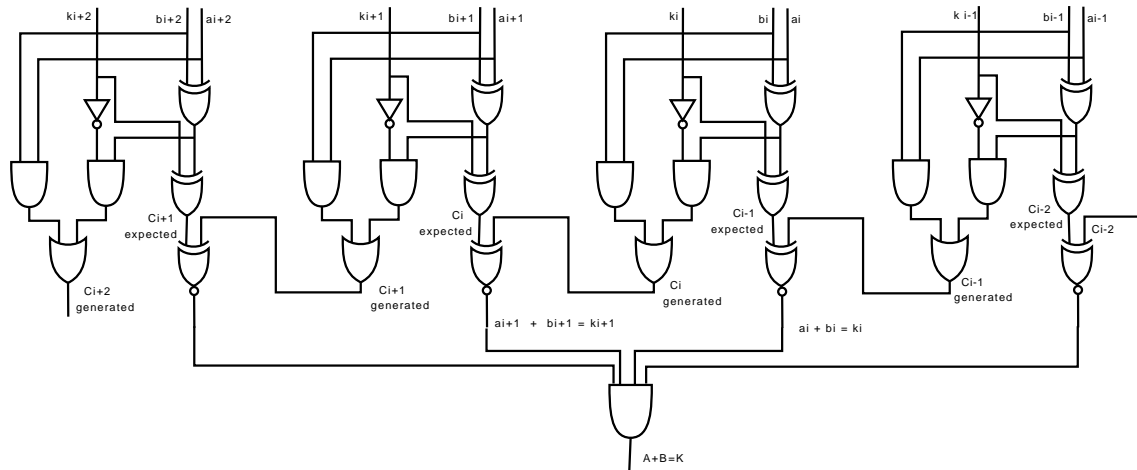 ki+2
bi+2
ai+2
ki+1
bi+1
ai+1
ki
bi
ai
k i-1
bi-1
ai-1
Ci+1
expected
Ci
expected
Ci-1
expected
Ci-2
expected
Ci-2
Ci+2
generated
Ci+1
generated
Ci
generated
Ci-1
generated
ai+1 + bi+1 = ki+1
ai + bi = ki
A+B=K